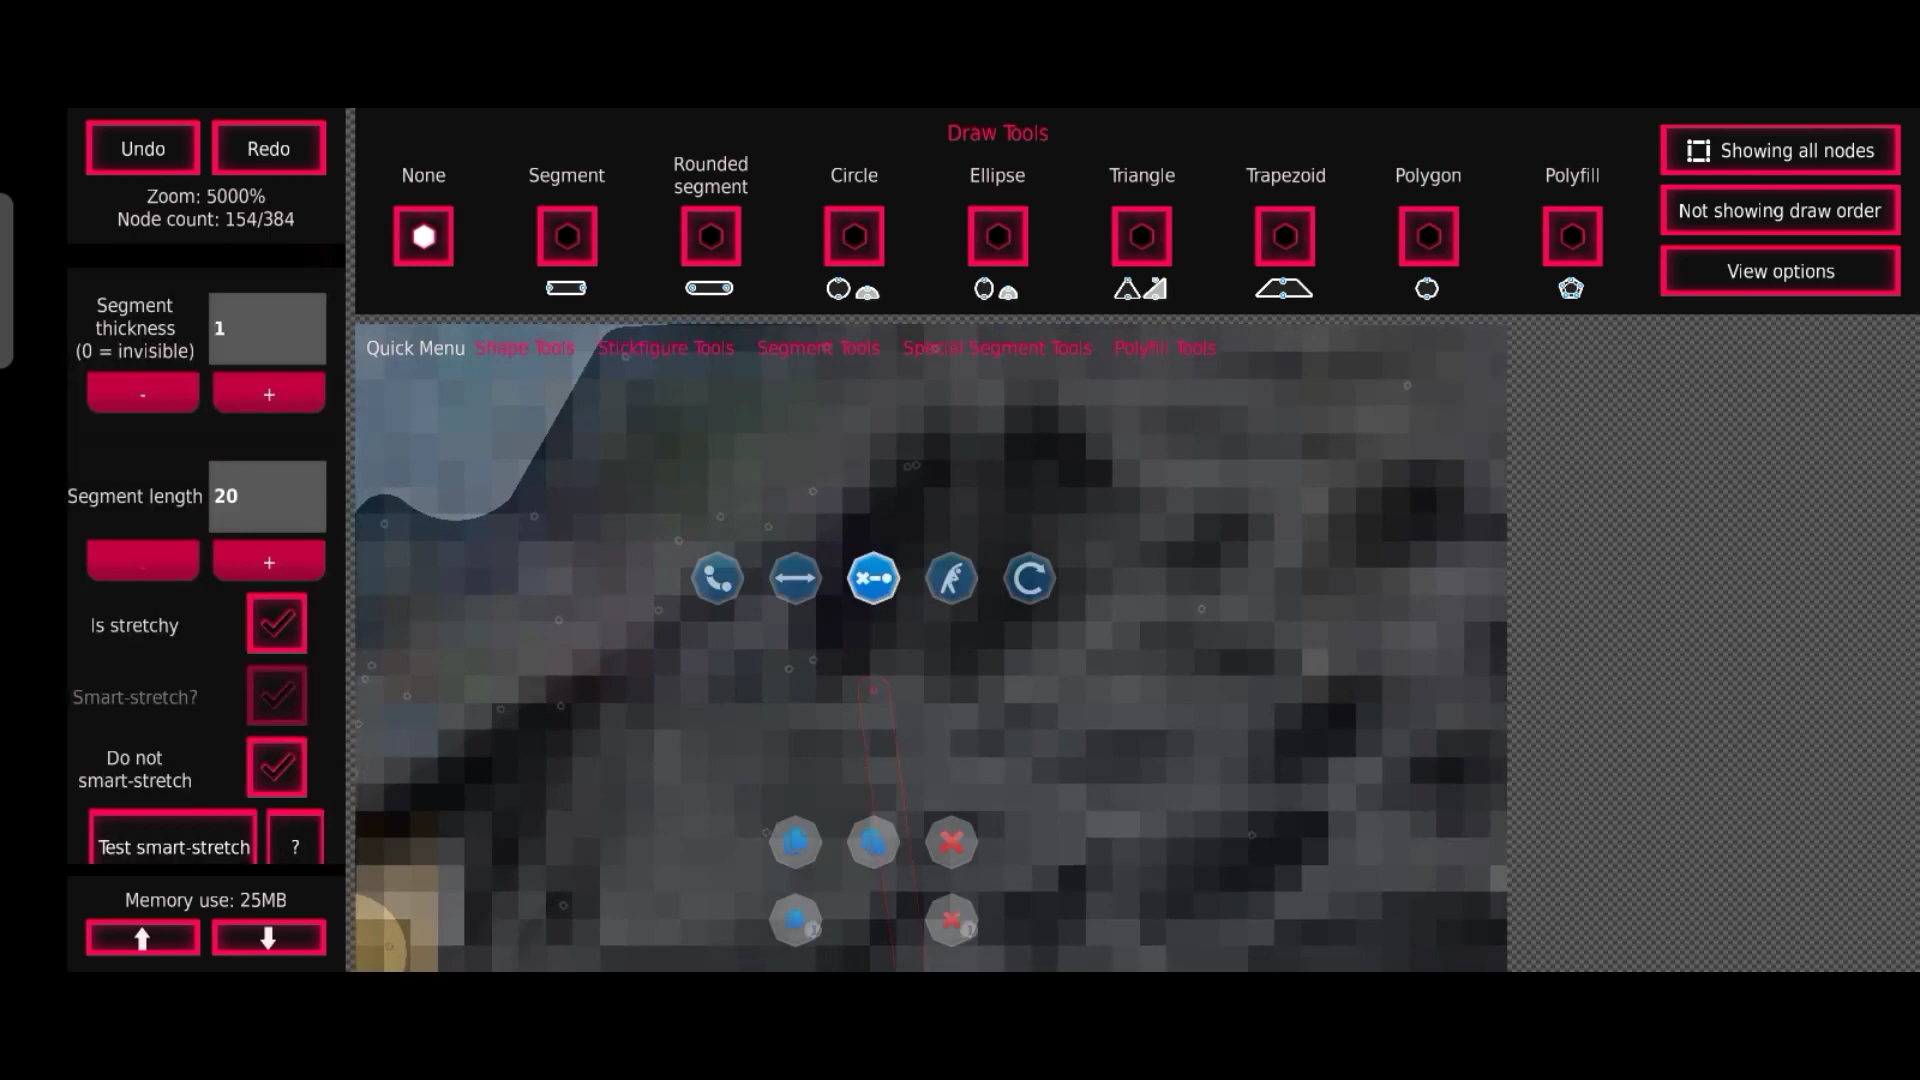 Undo
Redo
Zoom: 5000%
Node count: 154/384
Segment
thickness
(0 = invisible)
1
-
+
Segment length
20
-
+
Is stretchy
Smart-stretch?
Do not
smart-stretch
Test smart-stretch
?
Memory use: 25MB
Draw Tools
None
Segment
Rounded
segment
Circle
Ellipse
Triangle
Trapezoid
Polygon
Polyfill
Showing all nodes
Not showing draw order
View options
Quick Menu
Shape Tools
Stickfigure Tools
Segment Tools
Special Segment Tools
Polyfill Tools